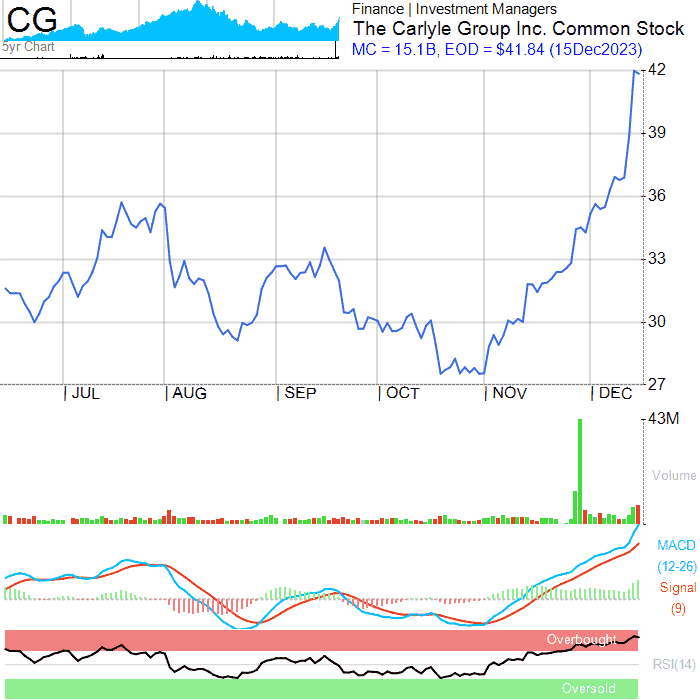 CG
5yr Chart
Finance | Investment Managers
The Carlyle Group Inc. Common Stock
MC = 15.1B, EOD = $41.84 (15Dec2023)
42
39
36
33
30
27
JUL AUG SEP OCT NOV DEC
43M
Volume
MACD
(12-26)
Signal
(9)
Overbought
RSI(14)
Oversold